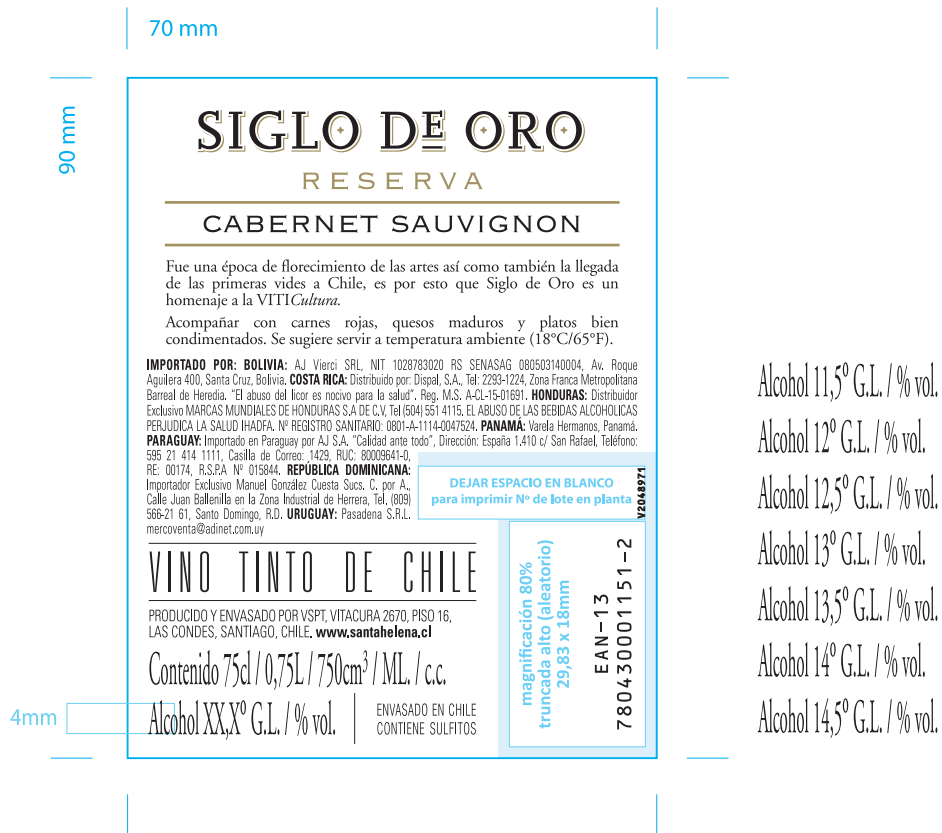 70 mm
90 mm
SIGLO DE ORO
RESERVA
CABERNET SAUVIGNON
Fue una época de florecimiento de las artes así como también la llegada
de las primeras vides a Chile, es por esto que Siglo de Oro es un
homenaje a la VITICultura.
Acompañar con carnes rojas, quesos maduros y platos bien
condimentados. Se sugiere servir a temperatura ambiente (18°C/65°F).
IMPORTADO POR: BOLIVIA: AJ Vierci SRL, NIT 1028783020 RS SENASAG 080503140004, Av. Roque
Aguilera 400, Santa Cruz, Bolivia. COSTA RICA: Distribuido por: Dispal, S.A., Tel: 2293-1224, Zona Franca Metropolitana
Barreal de Heredia. "El abuso del licor es nocivo para la salud". Reg. M.S. A-CL-15-01691. HONDURAS: Distribuidor
Exclusivo MARCAS MUNDIALES DE HONDURAS S.A DE C.V, Tel (504) 551 4115. EL ABUSO DE LAS BEBIDAS ALCOHOLICAS
PERJUDICA LA SALUD IHADFA. Nº REGISTRO SANITARIO: 0801-A-1114-0047524. PANAMÁ: Varela Hermanos, Panamá.
PARAGUAY: Importado en Paraguay por AJ S.A. "Calidad ante todo", Dirección: España 1.410 c/ San Rafael, Teléfono:
595 21 414 1111, Casilla de Correo: 1429, RUC: 80009641-0,
RE: 00174, R.S.P.A Nº 015844. REPÚBLICA DOMINICANA:
Importador Exclusivo Manuel González Cuesta Sucs. C. por A.,
Calle Juan Ballenilla en la Zona Industrial de Herrera, Tel. (809)
566-21 61, Santo Domingo, R.D. URUGUAY: Pasadena S.R.L.
mercoventa@adinet.com.uy
DEJAR ESPACIO EN BLANCO
para imprimir Nº de lote en planta
V2048971
VINO TINTO DE CHILE
PRODUCIDO Y ENVASADO POR VSPT, VITACURA 2670, PISO 16,
LAS CONDES, SANTIAGO, CHILE. www.santahelena.cl
Contenido 75cl / 0,75L / 750cm³ / ML. / c.c.
4mm
Alcohol XX,Xº G.L. / % vol.
ENVASADO EN CHILE
CONTIENE SULFITOS
magnificación 80%
truncada alto (aleatorio)
29,83 x 18mm
EAN-13
780430001151-2
Alcohol 11,5º G.L. / % vol.
Alcohol 12º G.L. / % vol.
Alcohol 12,5º G.L. / % vol.
Alcohol 13º G.L. / % vol.
Alcohol 13,5º G.L. / % vol.
Alcohol 14º G.L. / % vol.
Alcohol 14,5º G.L. / % vol.